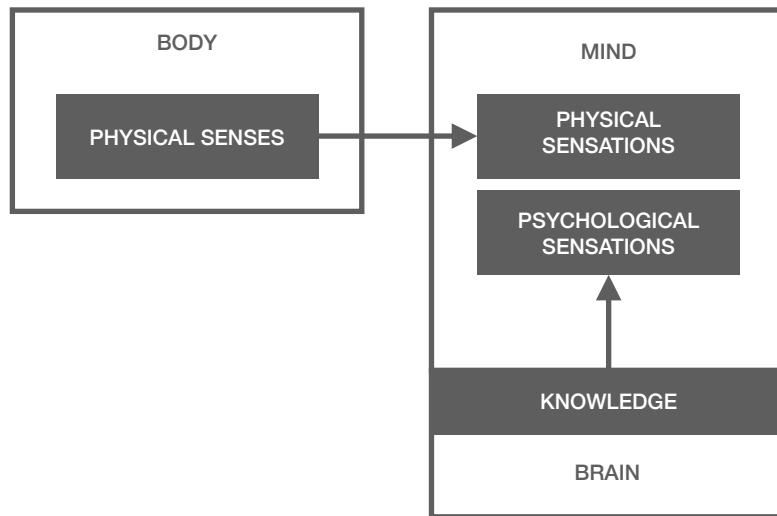 BODY
PHYSICAL SENSES
MIND
PHYSICAL
SENSATIONS
PSYCHOLOGICAL
SENSATIONS
KNOWLEDGE
BRAIN